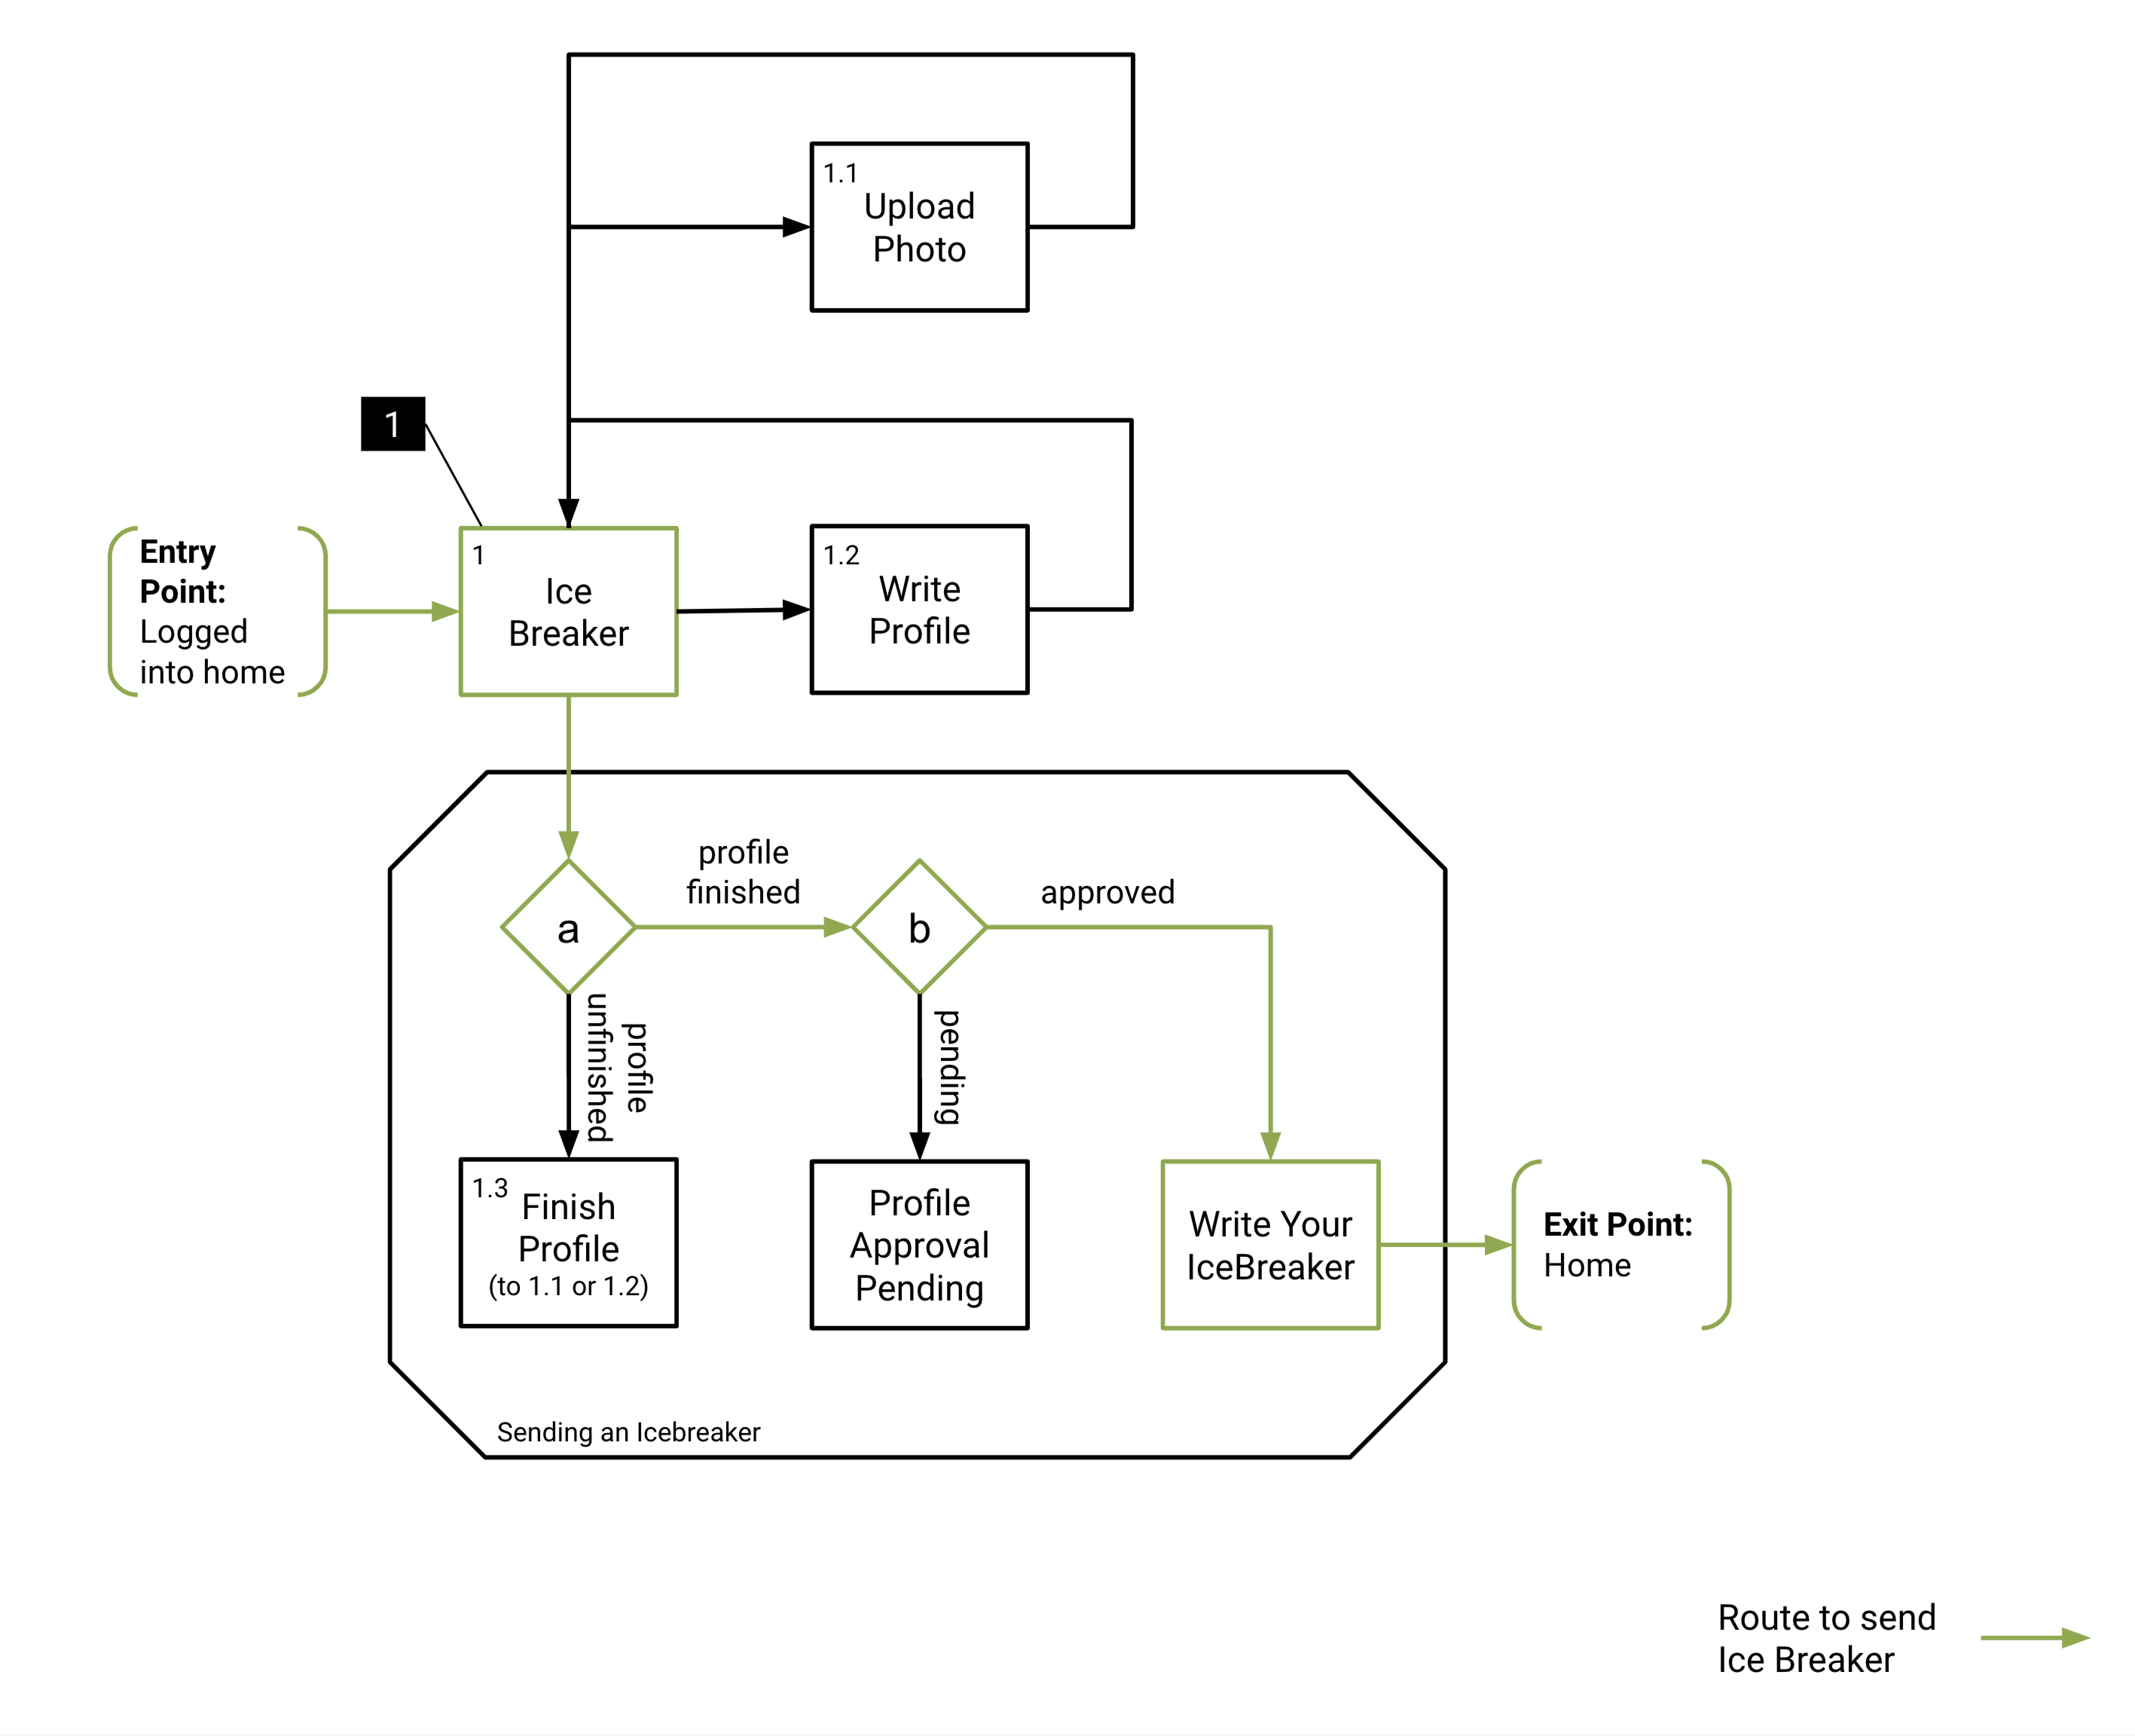 1.1
Upload
Photo
1
Entry
Point:
Logged
into home
1
Ice
Breaker
1.2
Write
Profile
profile
finished
approved
a
b
profile
unfinished
pending
1.3
Finish
Profile
(to 1.1 or 1.2)
Profile
Approval
Pending
Write Your
IceBreaker
Exit Point:
Home
Sending an Icebreaker
Route to send
Ice Breaker